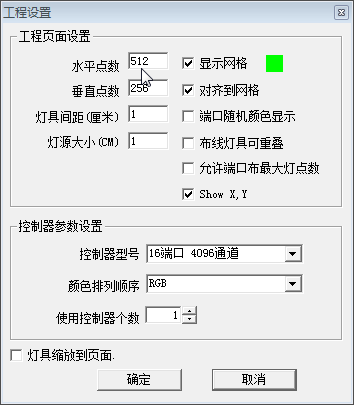 工程设置
工程页面设置
水平点数 512 显示网格
垂直点数 256 对齐到网格
灯具间距(厘米) 1 端口随机颜色显示
灯源大小(CM) 1 布线灯具可重叠
允许端口布最大灯点数
Show X,Y
控制器参数设置
控制器型号 16端口 4096通道
颜色排列顺序 RGB
使用控制器个数 1
灯具缩放到页面.
确定 取消